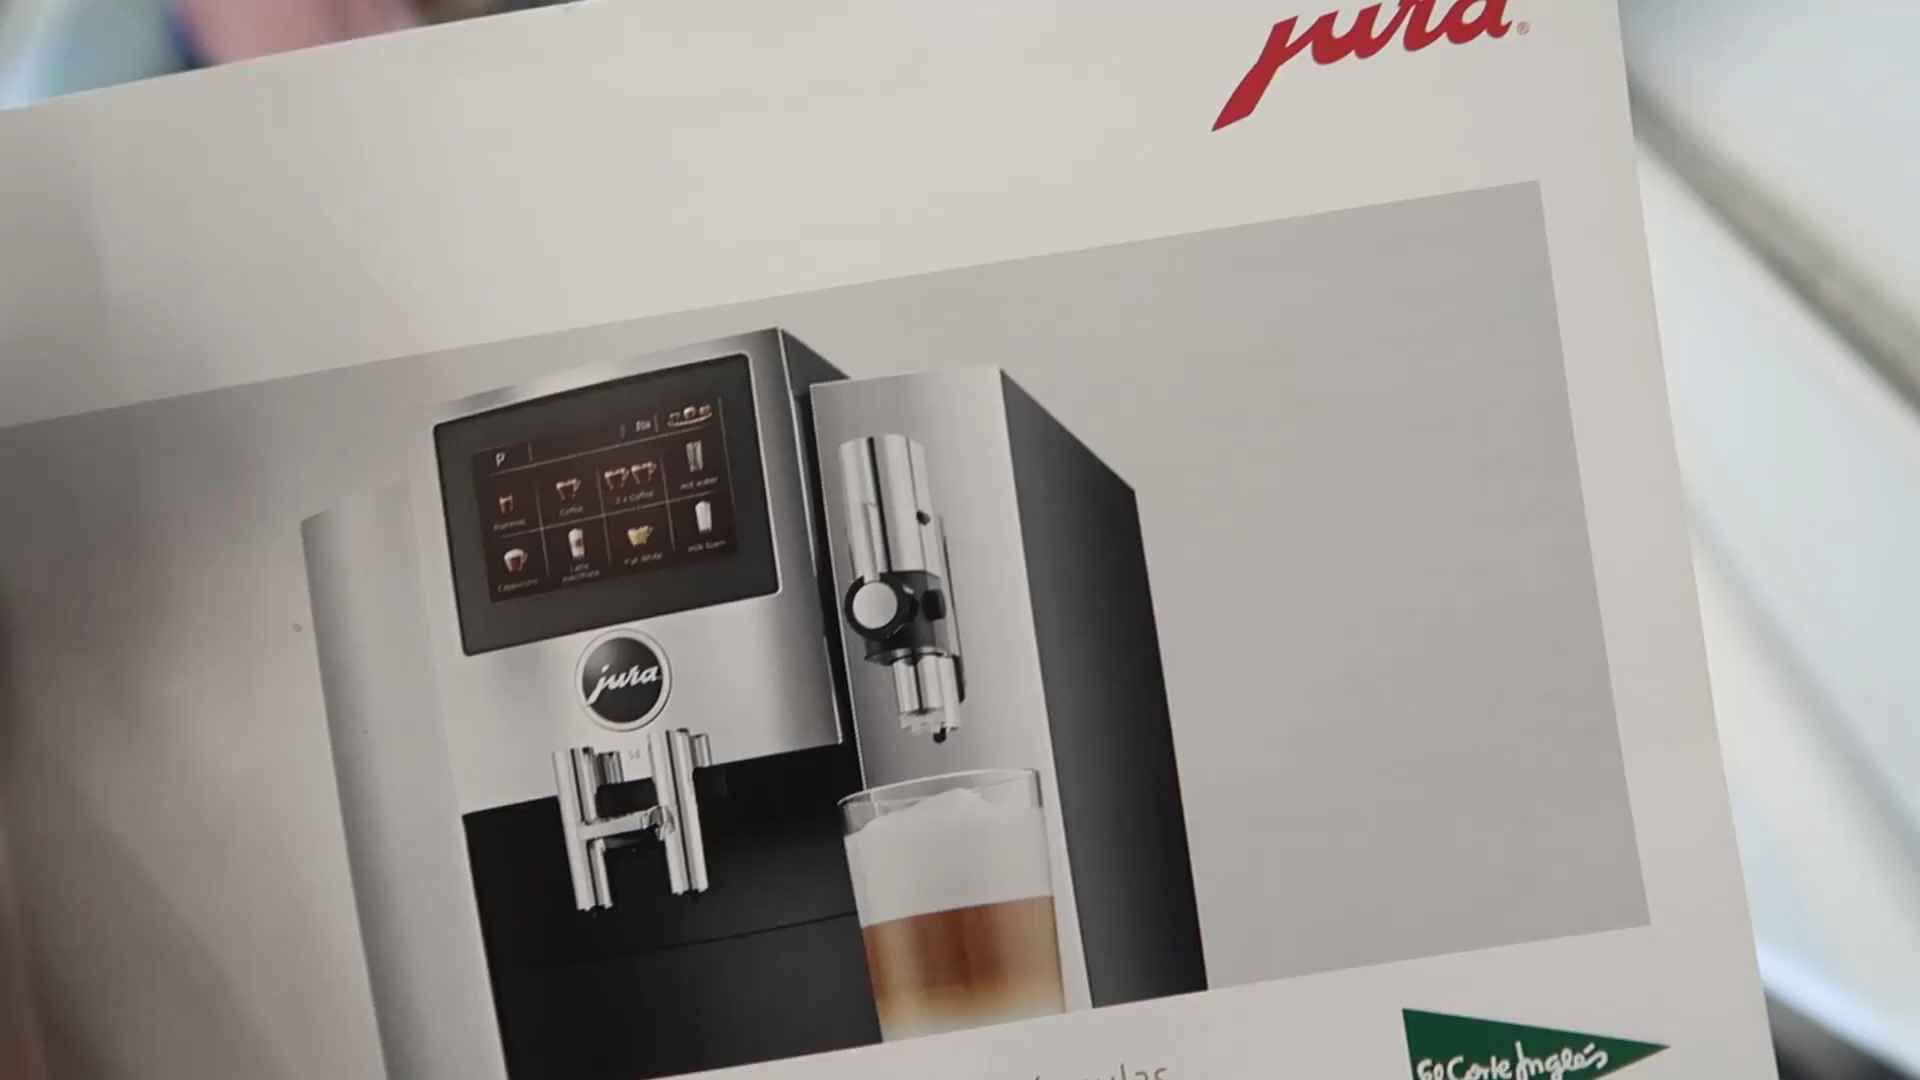 jura®
P
Espresso Coffee 2 x Coffee Hot water
Cappuccino Latte macchiato Flat White Milk foam
jura
S8
El Corte Inglés